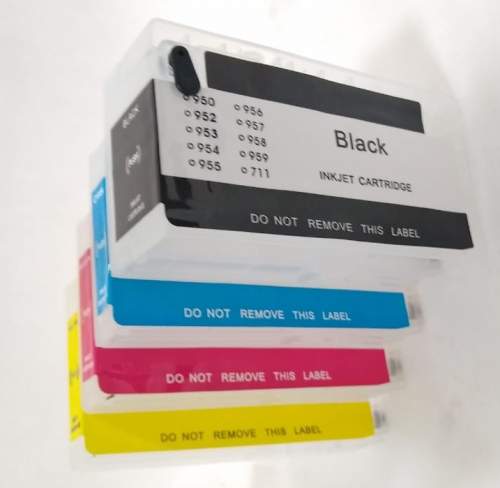 950
952
953
954
955
956
957
958
959
711
Black
INKJET CARTRIDGE
DO NOT REMOVE THIS LABEL
BLACK
DO NOT REMOVE THIS LABEL
DO NOT REMOVE THIS LABEL
DO NOT REMOVE THIS LABEL